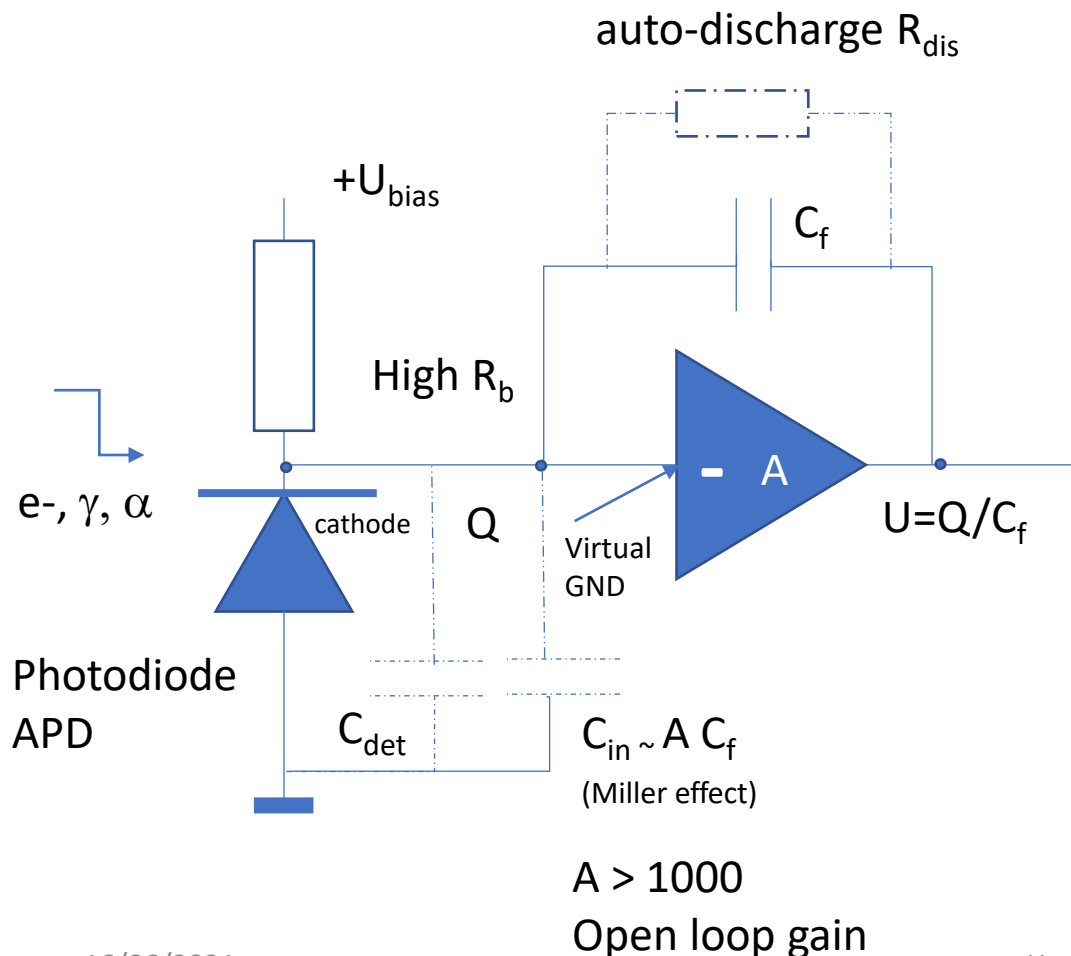 auto-discharge R_dis
+U_bias
C_f
High R_b
e-, γ, α
cathode
Q
Virtual
GND
- A
U=Q/C_f
Photodiode
APD
C_det
C_in ~ A C_f
(Miller effect)
A > 1000
Open loop gain